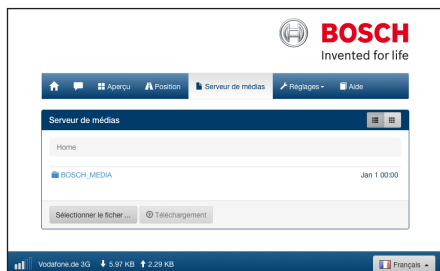 BOSCH
Invented for life
Aperçu Position Serveur de médias Réglages Aide
Serveur de médias
Home
BOSCH_MEDIA Jan 1 00:00
Sélectionner le ficher ... Téléchargement
Vodafone.de 3G 5.97 KB 2.29 KB Français